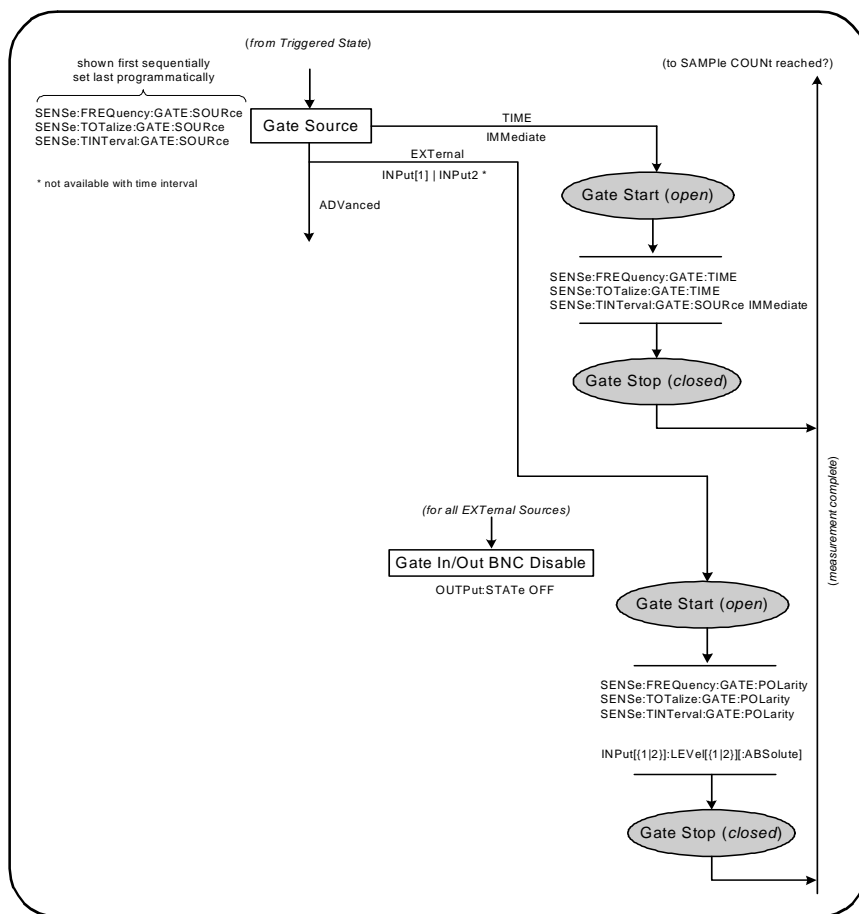 (from Triggered State)
shown first sequentially
set last programmatically
(to SAMPle COUNt reached?)
SENSe:FREQuency:GATE:SOURce
SENSe:TOTalize:GATE:SOURce
SENSe:TINTerval:GATE:SOURce
Gate Source
TIME
IMMediate
EXTernal
INPut[1] | INPut2 *
* not available with time interval
ADVanced
Gate Start (open)
SENSe:FREQuency:GATE:TIME
SENSe:TOTalize:GATE:TIME
SENSe:TINTerval:GATE:SOURce IMMediate
Gate Stop (closed)
(measurement complete)
(for all EXTernal Sources)
Gate In/Out BNC Disable
OUTPut:STATe OFF
Gate Start (open)
SENSe:FREQuency:GATE:POLarity
SENSe:TOTalize:GATE:POLarity
SENSe:TINTerval:GATE:POLarity
INPut[{1|2}]:LEVel[{1|2}][:ABSolute]
Gate Stop (closed)